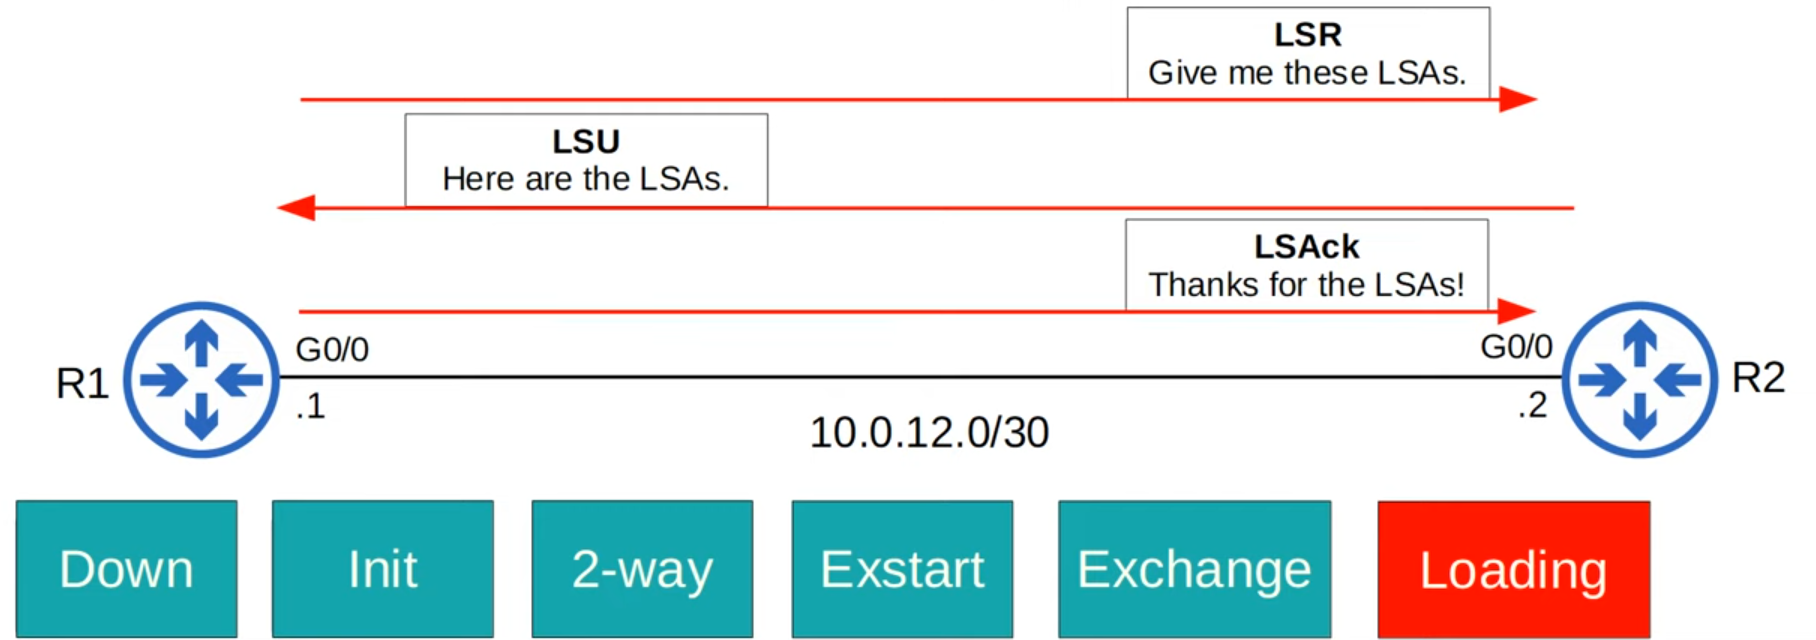 LSR
Give me these LSAs.
LSU
Here are the LSAs.
LSAck
Thanks for the LSAs!
R1
G0/0
.1
10.0.12.0/30
G0/0
.2
R2
Down
Init
2-way
Exstart
Exchange
Loading